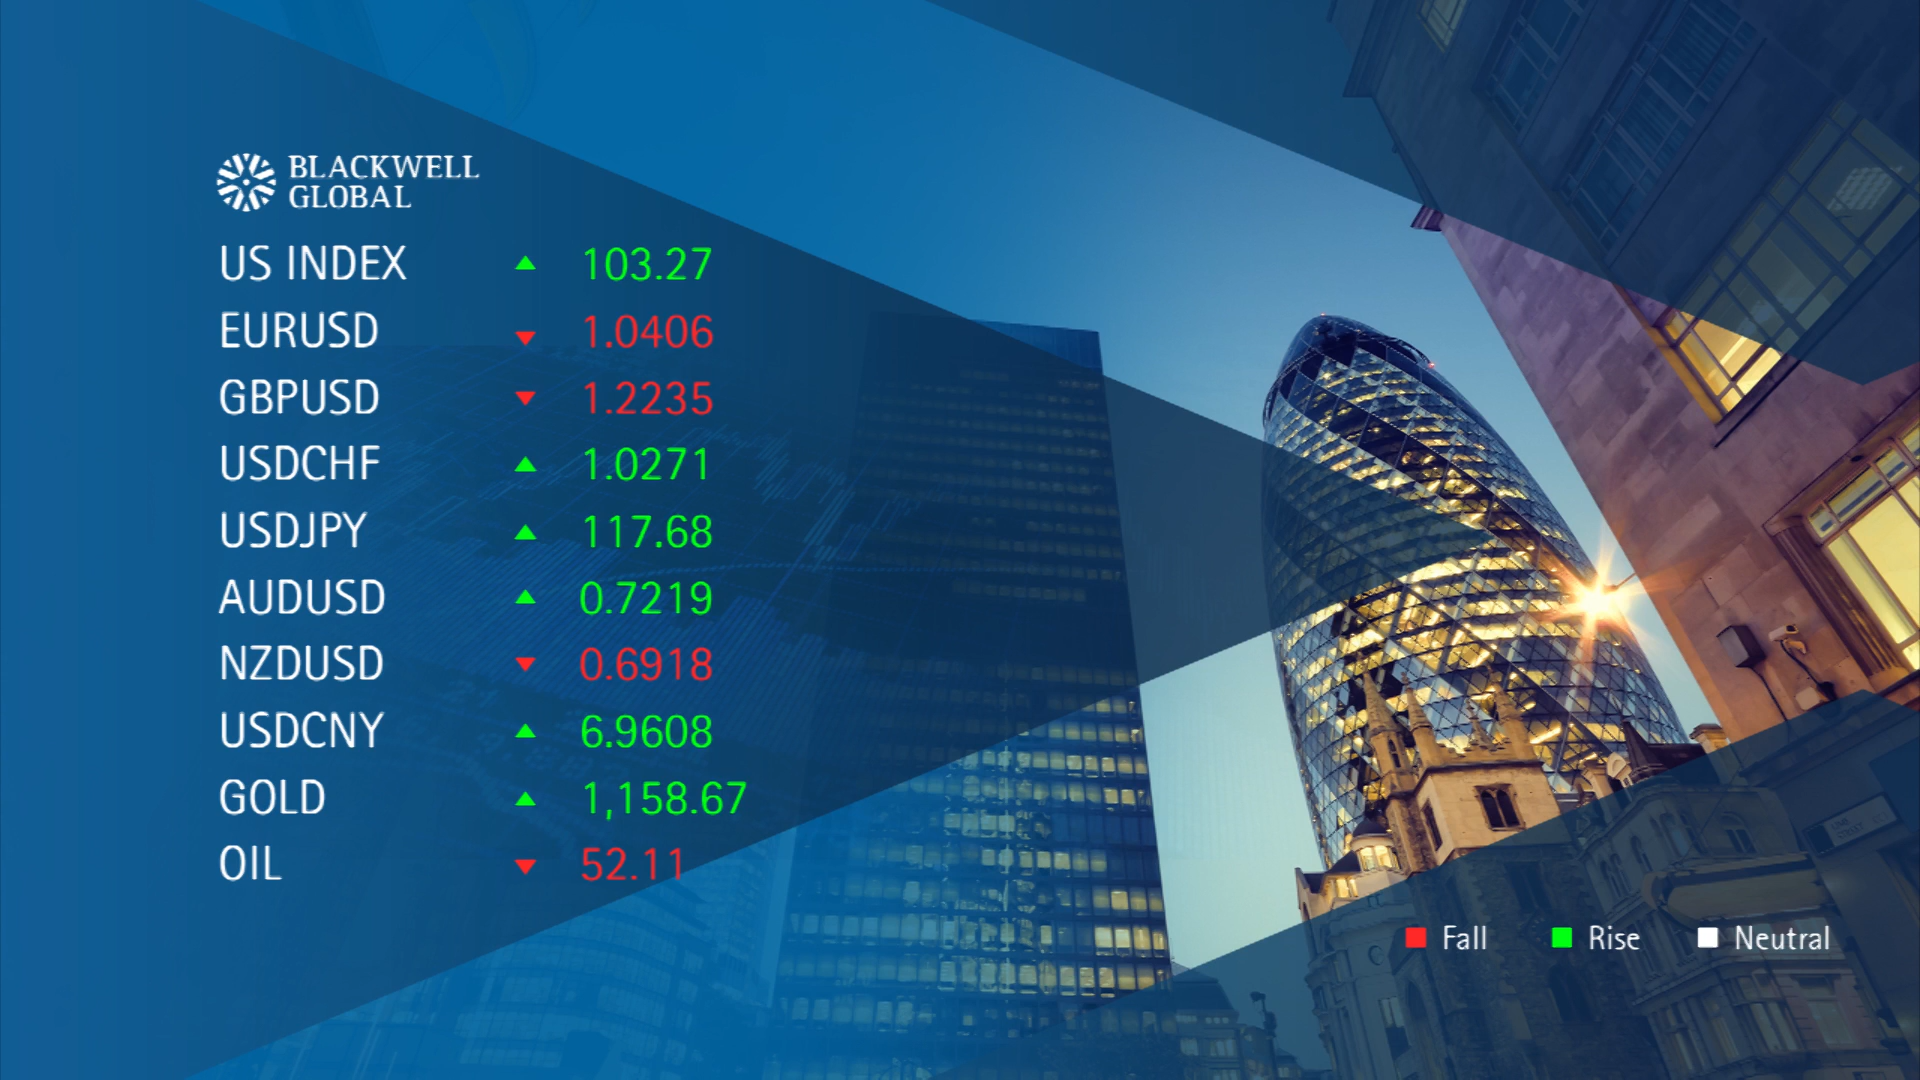 BLACKWELL
GLOBAL
US INDEX ▲ 103.27
EURUSD ▼ 1.0406
GBPUSD ▼ 1.2235
USDCHF ▲ 1.0271
USDJPY ▲ 117.68
AUDUSD ▲ 0.7219
NZDUSD ▼ 0.6918
USDCNY ▲ 6.9608
GOLD ▲ 1,158.67
OIL ▼ 52.11
Fall Rise Neutral